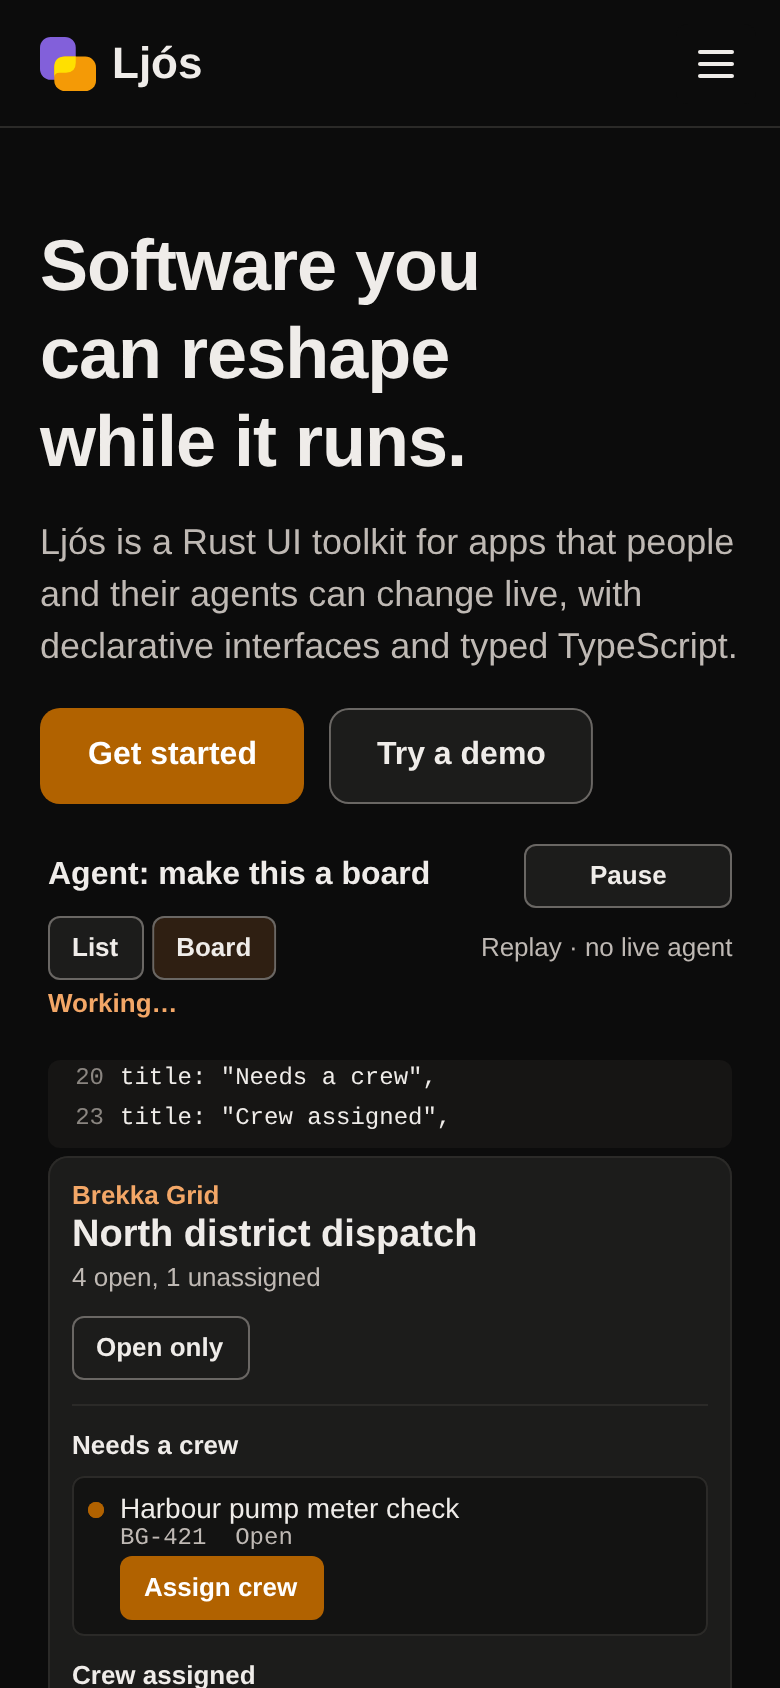 Ljós
Software you
can reshape
while it runs.
Ljós is a Rust UI toolkit for apps that people
and their agents can change live, with
declarative interfaces and typed TypeScript.
Get started
Try a demo
Agent: make this a board
Pause
List
Board
Replay · no live agent
Working…
20 title: "Needs a crew",
23 title: "Crew assigned",
Brekka Grid
North district dispatch
4 open, 1 unassigned
Open only
Needs a crew
Harbour pump meter check
BG-421 Open
Assign crew
Crew assigned